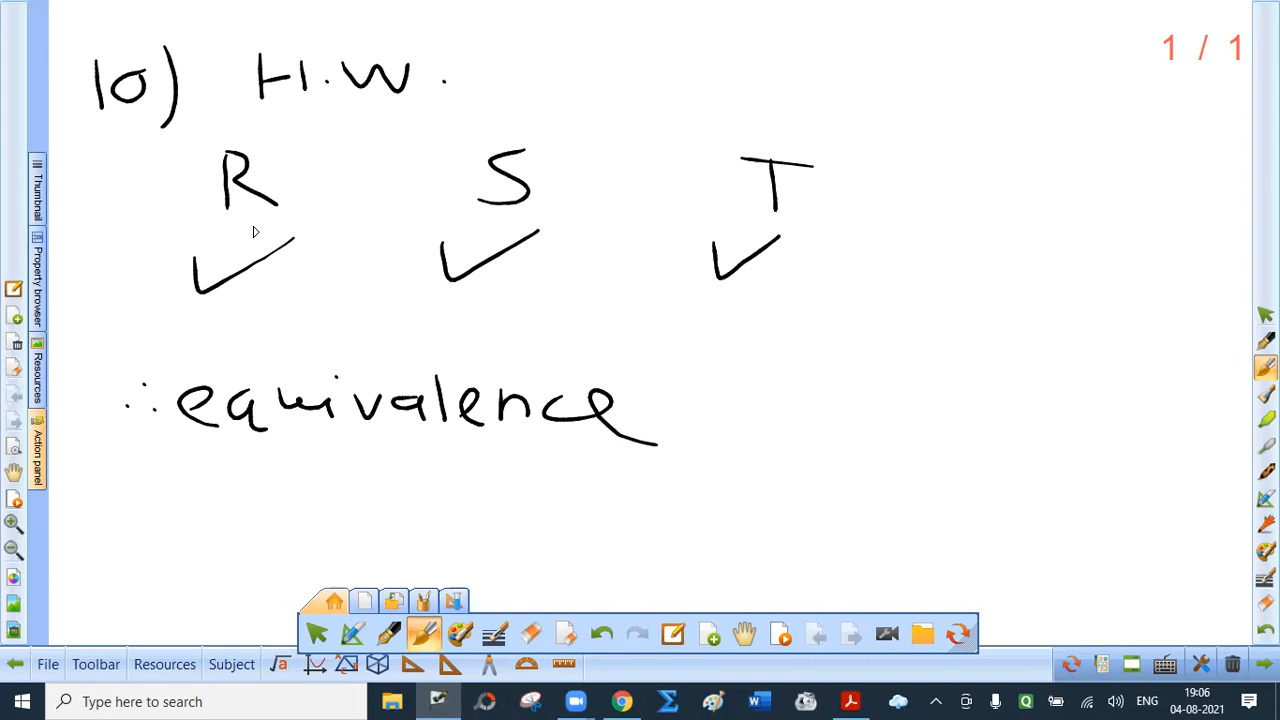 1 / 1
10) H.W.
R S T
∴ equivalence
Thumbnail
Property browser
Resources
Action panel
File Toolbar Resources Subject
Type here to search
ENG
19:06
04-08-2021